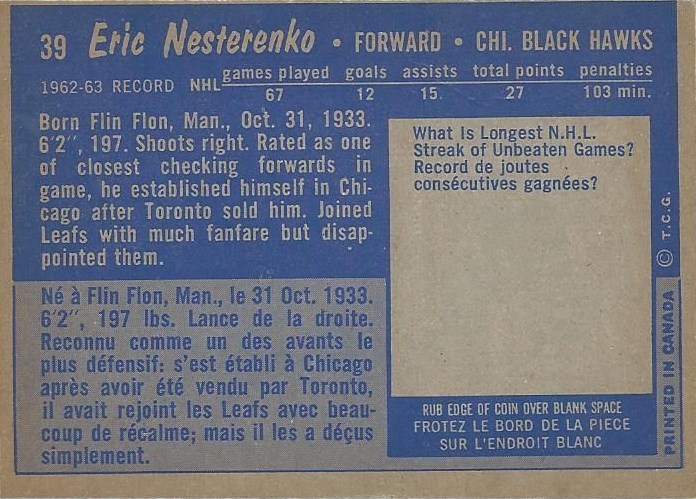 39 Eric Nesterenko • FORWARD • CHI. BLACK HAWKS
games played goals assists total points penalties
1962-63 RECORD NHL 67 12 15. 27 103 min.
Born Flin Flon, Man., Oct. 31, 1933.
6'2", 197. Shoots right. Rated as one
of closest checking forwards in
game, he established himself in Chi-
cago after Toronto sold him. Joined
Leafs with much fanfare but disap-
pointed them.
Né à Flin Flon, Man., le 31 Oct. 1933.
6'2", 197 lbs. Lance de la droite.
Reconnu comme un des avants le
plus défensif: s'est établi à Chicago
après avoir été vendu par Toronto,
il avait rejoint les Leafs avec beau-
coup de récalme; mais il les a déçus
simplement.
What Is Longest N.H.L.
Streak of Unbeaten Games?
Record de joutes
consécutives gagnées?
RUB EDGE OF COIN OVER BLANK SPACE
FROTEZ LE BORD DE LA PIECE
SUR L'ENDROIT BLANC
© T.C.G.
PRINTED IN CANADA